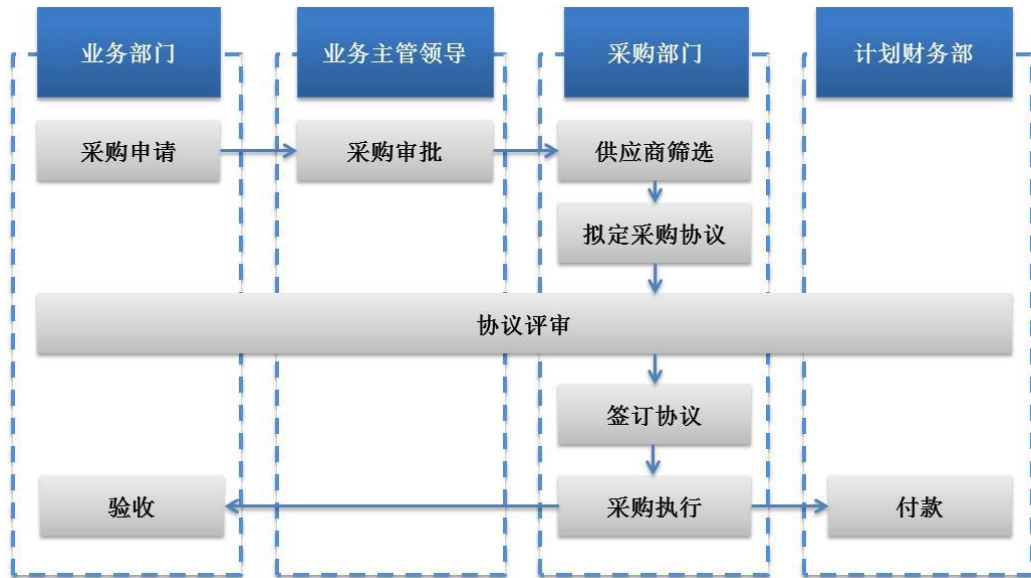 业务部门
业务主管领导
采购部门
计划财务部
采购申请
采购审批
供应商筛选
拟定采购协议
协议评审
签订协议
验收
采购执行
付款